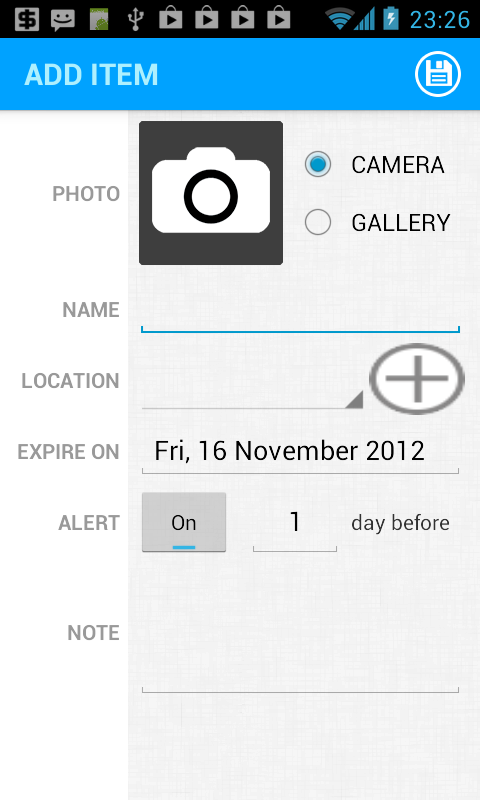 23:26
ADD ITEM
PHOTO
CAMERA
GALLERY
NAME
LOCATION
EXPIRE ON Fri, 16 November 2012
ALERT On 1 day before
NOTE